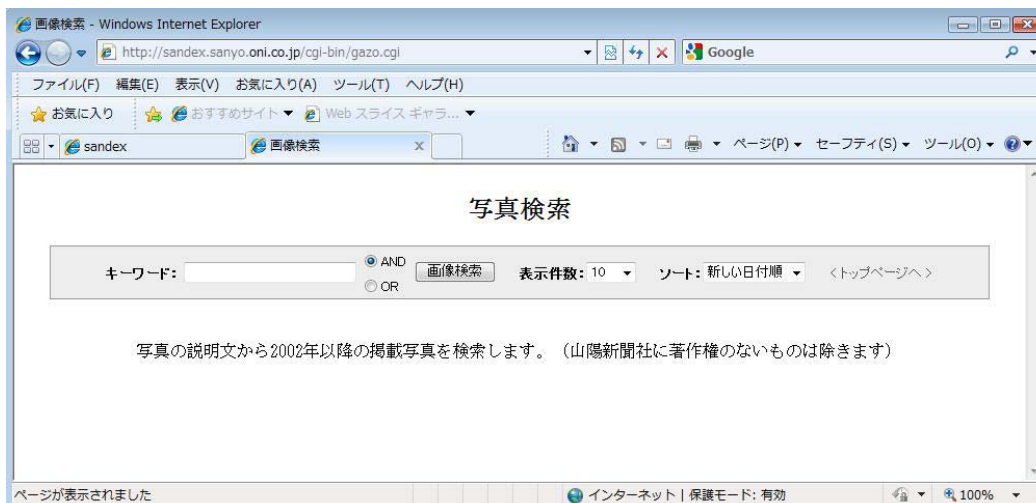 画像検索 - Windows Internet Explorer
http://sandex.sanyo.oni.co.jp/cgi-bin/gazo.cgi
Google
ファイル(F) 編集(E) 表示(V) お気に入り(A) ツール(T) ヘルプ(H)
お気に入り おすすめサイト Web スライス ギャラ...
sandex 画像検索 ページ(P) セーフティ(S) ツール(O)
写真検索
キーワード: AND OR 画像検索 表示件数: 10 ソート: 新しい日付順 <トップページへ>
写真の説明文から2002年以降の掲載写真を検索します。(山陽新聞社に著作権のないものは除きます)
ページが表示されました インターネット | 保護モード: 有効 100%